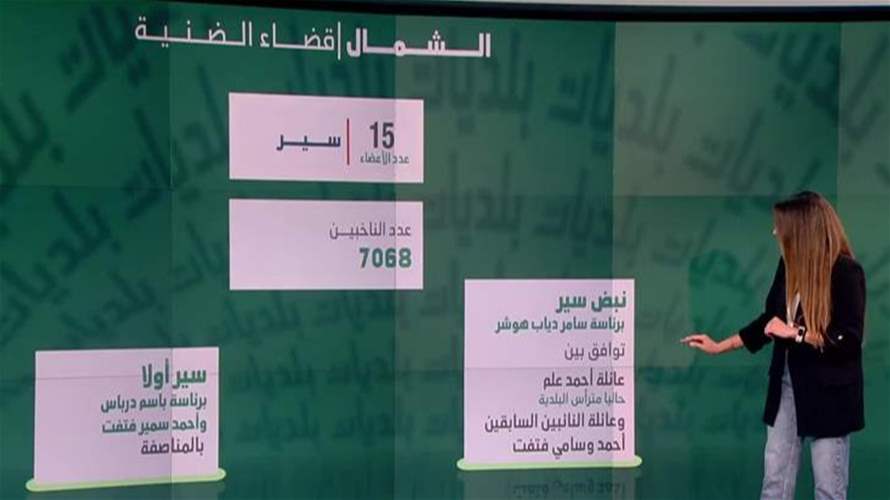 الشمال | قضاء الضنية
15 | سير
عدد الأعضاء
عدد الناخبين
7068
نبض سير
برئاسة سامر دياب هوشر
توافق بين
عائلة أحمد علم
حاليا مترأس البلدية
وعائلة النائبين السابقين
أحمد وسامي فتفت
سير أولا
برئاسة باسم درباس
وأحمد سمير فتفت
بالمناصفة
بلدياتك